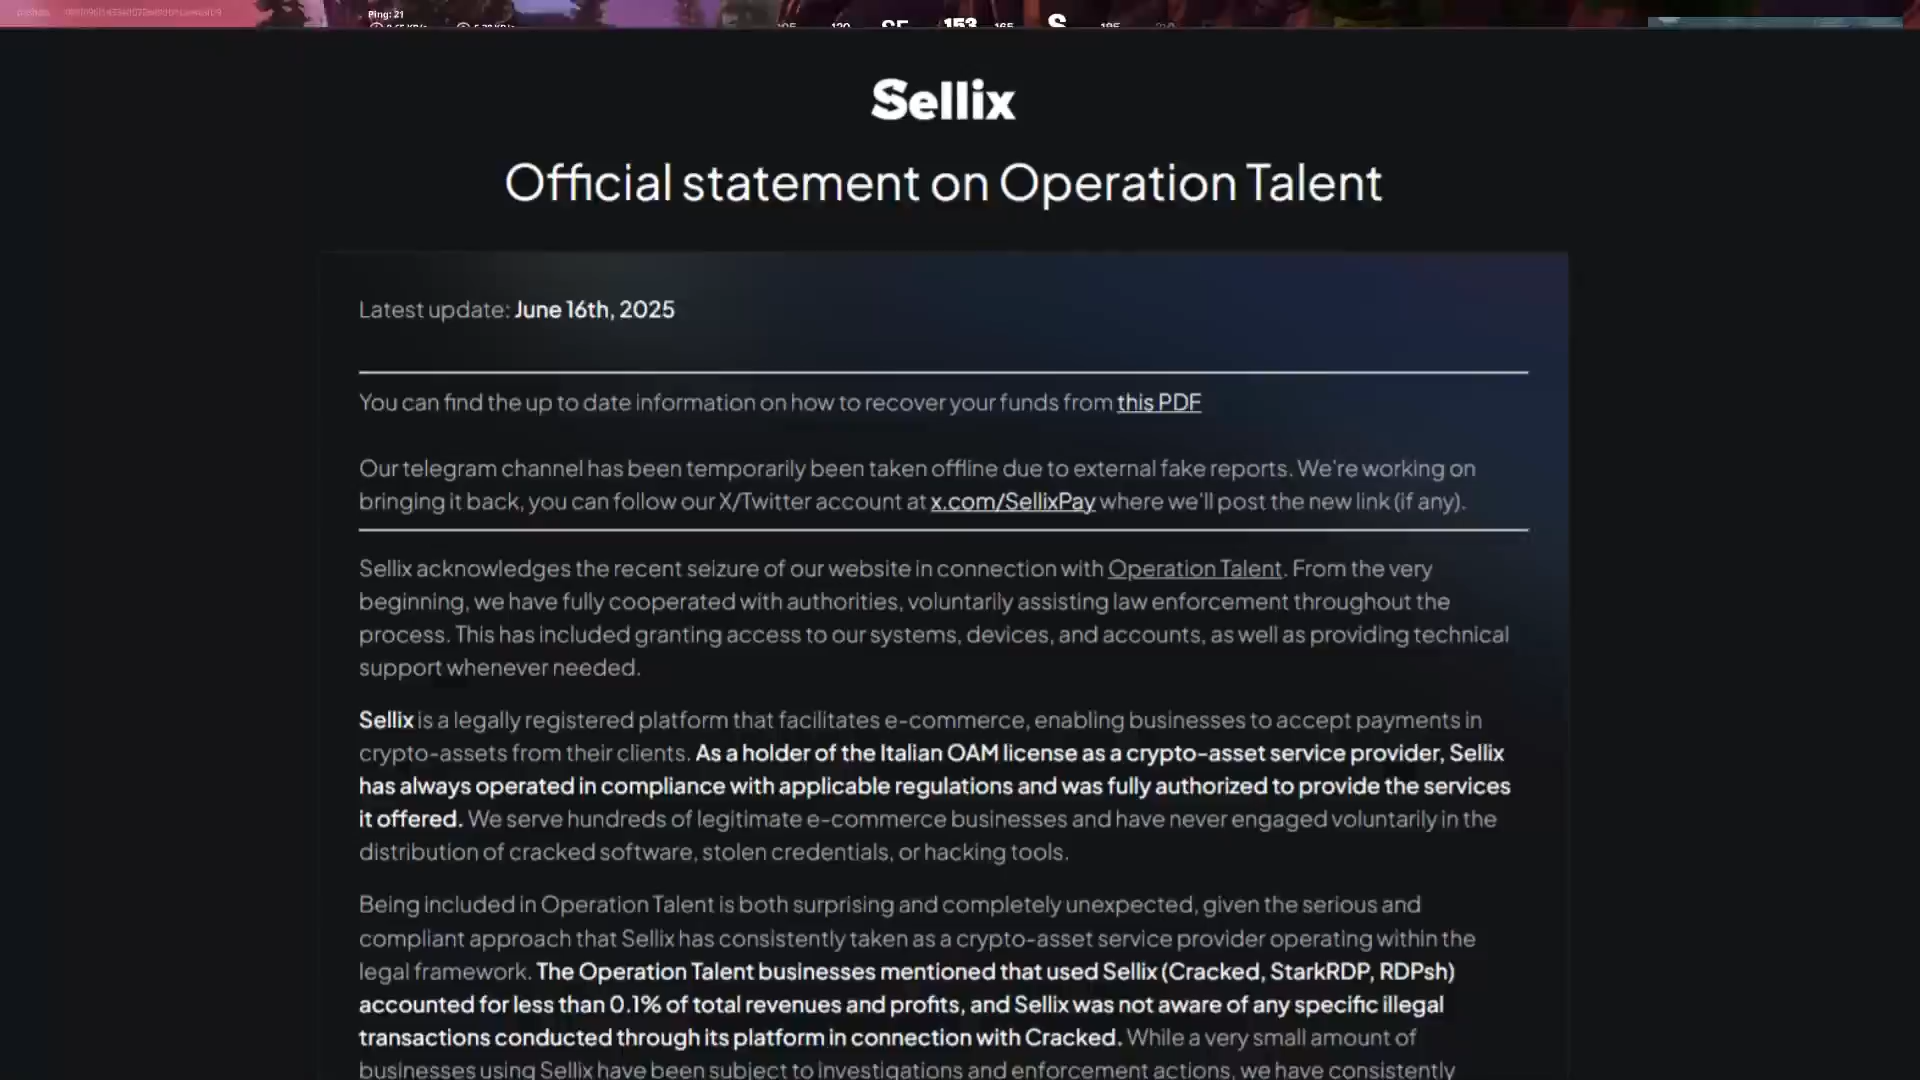 Ping: 21
153
165
S
195
Sellix
Official statement on Operation Talent
Latest update: June 16th, 2025
You can find the up to date information on how to recover your funds from this PDF
Our telegram channel has been temporarily been taken offline due to external fake reports. We're working on
bringing it back, you can follow our X/Twitter account at x.com/SellixPay where we'll post the new link (if any).
Sellix acknowledges the recent seizure of our website in connection with Operation Talent. From the very
beginning, we have fully cooperated with authorities, voluntarily assisting law enforcement throughout the
process. This has included granting access to our systems, devices, and accounts, as well as providing technical
support whenever needed.
Sellix is a legally registered platform that facilitates e-commerce, enabling businesses to accept payments in
crypto-assets from their clients. As a holder of the Italian OAM license as a crypto-asset service provider, Sellix
has always operated in compliance with applicable regulations and was fully authorized to provide the services
it offered. We serve hundreds of legitimate e-commerce businesses and have never engaged voluntarily in the
distribution of cracked software, stolen credentials, or hacking tools.
Being included in Operation Talent is both surprising and completely unexpected, given the serious and
compliant approach that Sellix has consistently taken as a crypto-asset service provider operating within the
legal framework. The Operation Talent businesses mentioned that used Sellix (Cracked, StarkRDP, RDPsh)
accounted for less than 0.1% of total revenues and profits, and Sellix was not aware of any specific illegal
transactions conducted through its platform in connection with Cracked. While a very small amount of
businesses using Sellix have been subject to investigations and enforcement actions, we have consistently